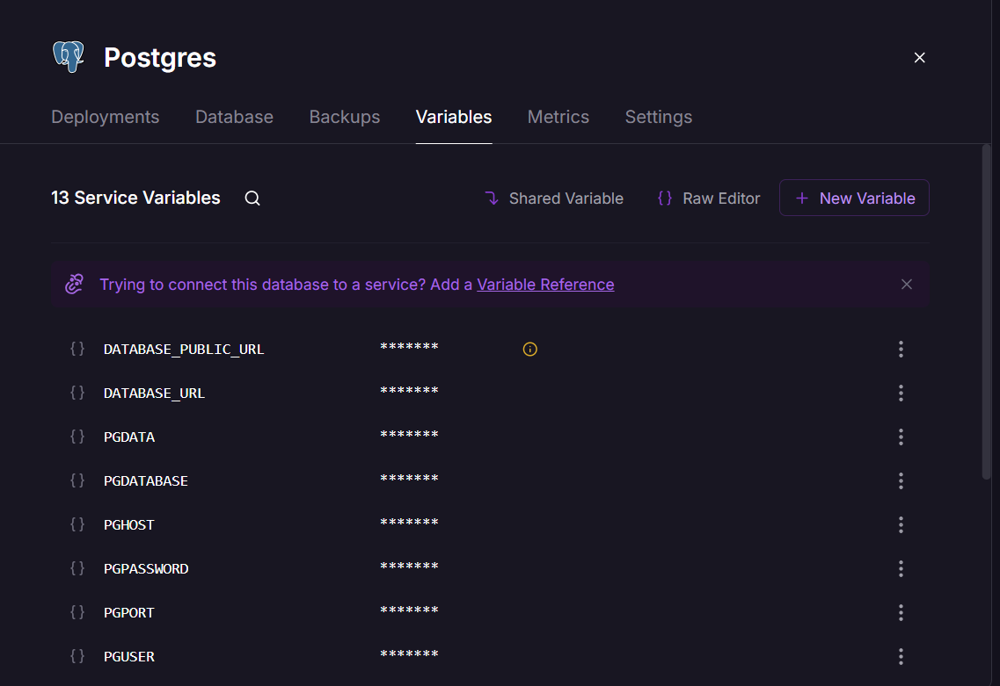 Postgres
Deployments Database Backups Variables Metrics Settings
13 Service Variables Shared Variable {} Raw Editor + New Variable
Trying to connect this database to a service? Add a Variable Reference
{} DATABASE_PUBLIC_URL *******
{} DATABASE_URL *******
{} PGDATA *******
{} PGDATABASE *******
{} PGHOST *******
{} PGPASSWORD *******
{} PGPORT *******
{} PGUSER *******